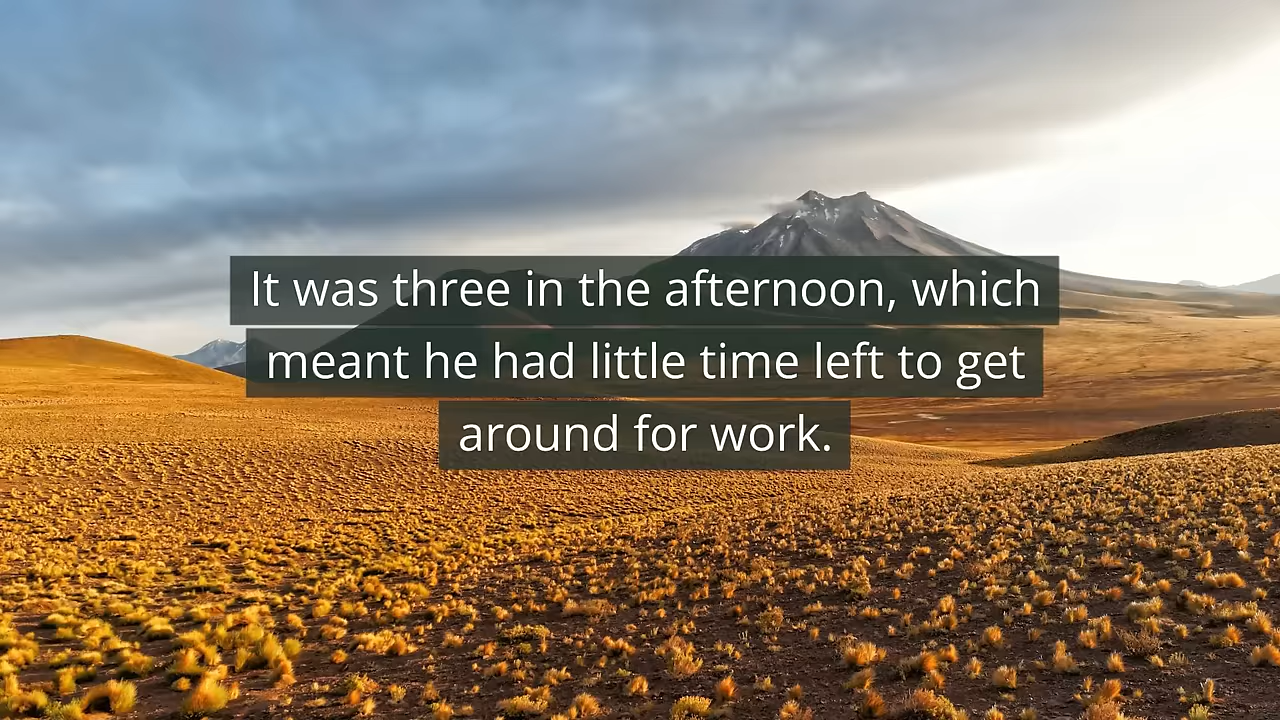 It was three in the afternoon, which
meant he had little time left to get
around for work.